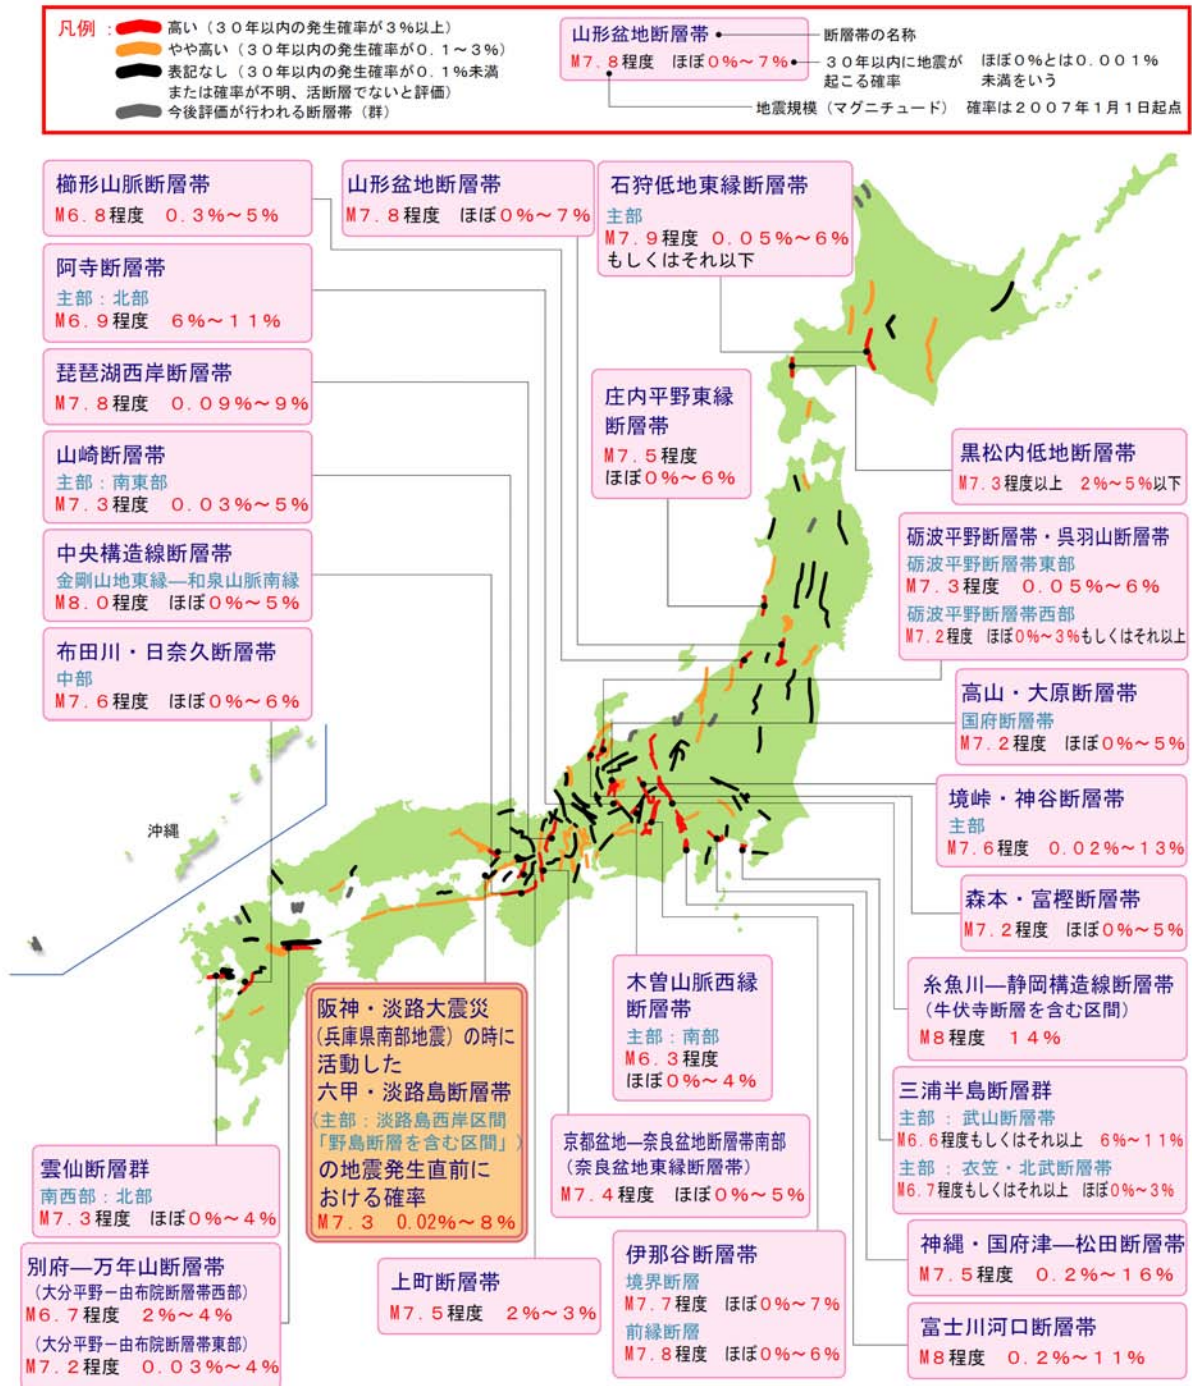 凡例：
高い（３０年以内の発生確率が３％以上）
やや高い（３０年以内の発生確率が０．１～３％）
表記なし（３０年以内の発生確率が０．１％未満
または確率が不明、活断層でないと評価）
今後評価が行われる断層帯（群）
山形盆地断層帯
M７．８程度　ほぼ０％～７％
断層帯の名称
３０年以内に地震が
起こる確率
ほぼ０％とは０．００１％
未満をいう
地震規模（マグニチュード）
確率は２００７年１月１日起点
櫛形山脈断層帯
M６．８程度　０．３％～５％
山形盆地断層帯
M７．８程度　ほぼ０％～７％
石狩低地東縁断層帯
主部
M７．９程度　０．０５％～６％
もしくはそれ以下
阿寺断層帯
主部：北部
M６．９程度　６％～１１％
琵琶湖西岸断層帯
M７．８程度　０．０９％～９％
庄内平野東縁
断層帯
M７．５程度
ほぼ０％～６％
山崎断層帯
主部：南東部
M７．３程度　０．０３％～５％
黒松内低地断層帯
M７．３程度以上　２％～５％以下
中央構造線断層帯
金剛山地東縁―和泉山脈南縁
M８．０程度　ほぼ０％～５％
砺波平野断層帯・呉羽山断層帯
砺波平野断層帯東部
M７．３程度　０．０５％～６％
砺波平野断層帯西部
M７．２程度　ほぼ０％～３％もしくはそれ以上
布田川・日奈久断層帯
中部
M７．６程度　ほぼ０％～６％
高山・大原断層帯
国府断層帯
M７．２程度　ほぼ０％～５％
境峠・神谷断層帯
主部
M７．６程度　０．０２％～１３％
沖縄
森本・富樫断層帯
M７．２程度　ほぼ０％～５％
糸魚川―静岡構造線断層帯
（牛伏寺断層を含む区間）
M８程度　１４％
木曽山脈西縁
断層帯
主部：南部
M６．３程度
ほぼ０％～４％
阪神・淡路大震災
（兵庫県南部地震）の時に
活動した
六甲・淡路島断層帯
（主部：淡路島西岸区間
「野島断層を含む区間」）
の地震発生直前に
おける確率
M７．３　0.02%～８％
三浦半島断層群
主部：武山断層帯
M６．６程度もしくはそれ以上　６％～１１％
主部：衣笠・北武断層帯
M６．７程度もしくはそれ以上　ほぼ０％～３％
京都盆地―奈良盆地断層帯南部
（奈良盆地東縁断層帯）
M７．４程度　ほぼ０％～５％
雲仙断層群
南西部：北部
M７．３程度　ほぼ０％～４％
神縄・国府津―松田断層帯
M７．５程度　０．２％～１６％
別府―万年山断層帯
（大分平野－由布院断層帯西部）
M６．７程度　２％～４％
（大分平野－由布院断層帯東部）
M７．２程度　０．０３％～４％
上町断層帯
M７．５程度　２％～３％
伊那谷断層帯
境界断層
M７．７程度　ほぼ０％～７％
前縁断層
M７．８程度　ほぼ０％～６％
富士川河口断層帯
M８程度　０．２％～１１％